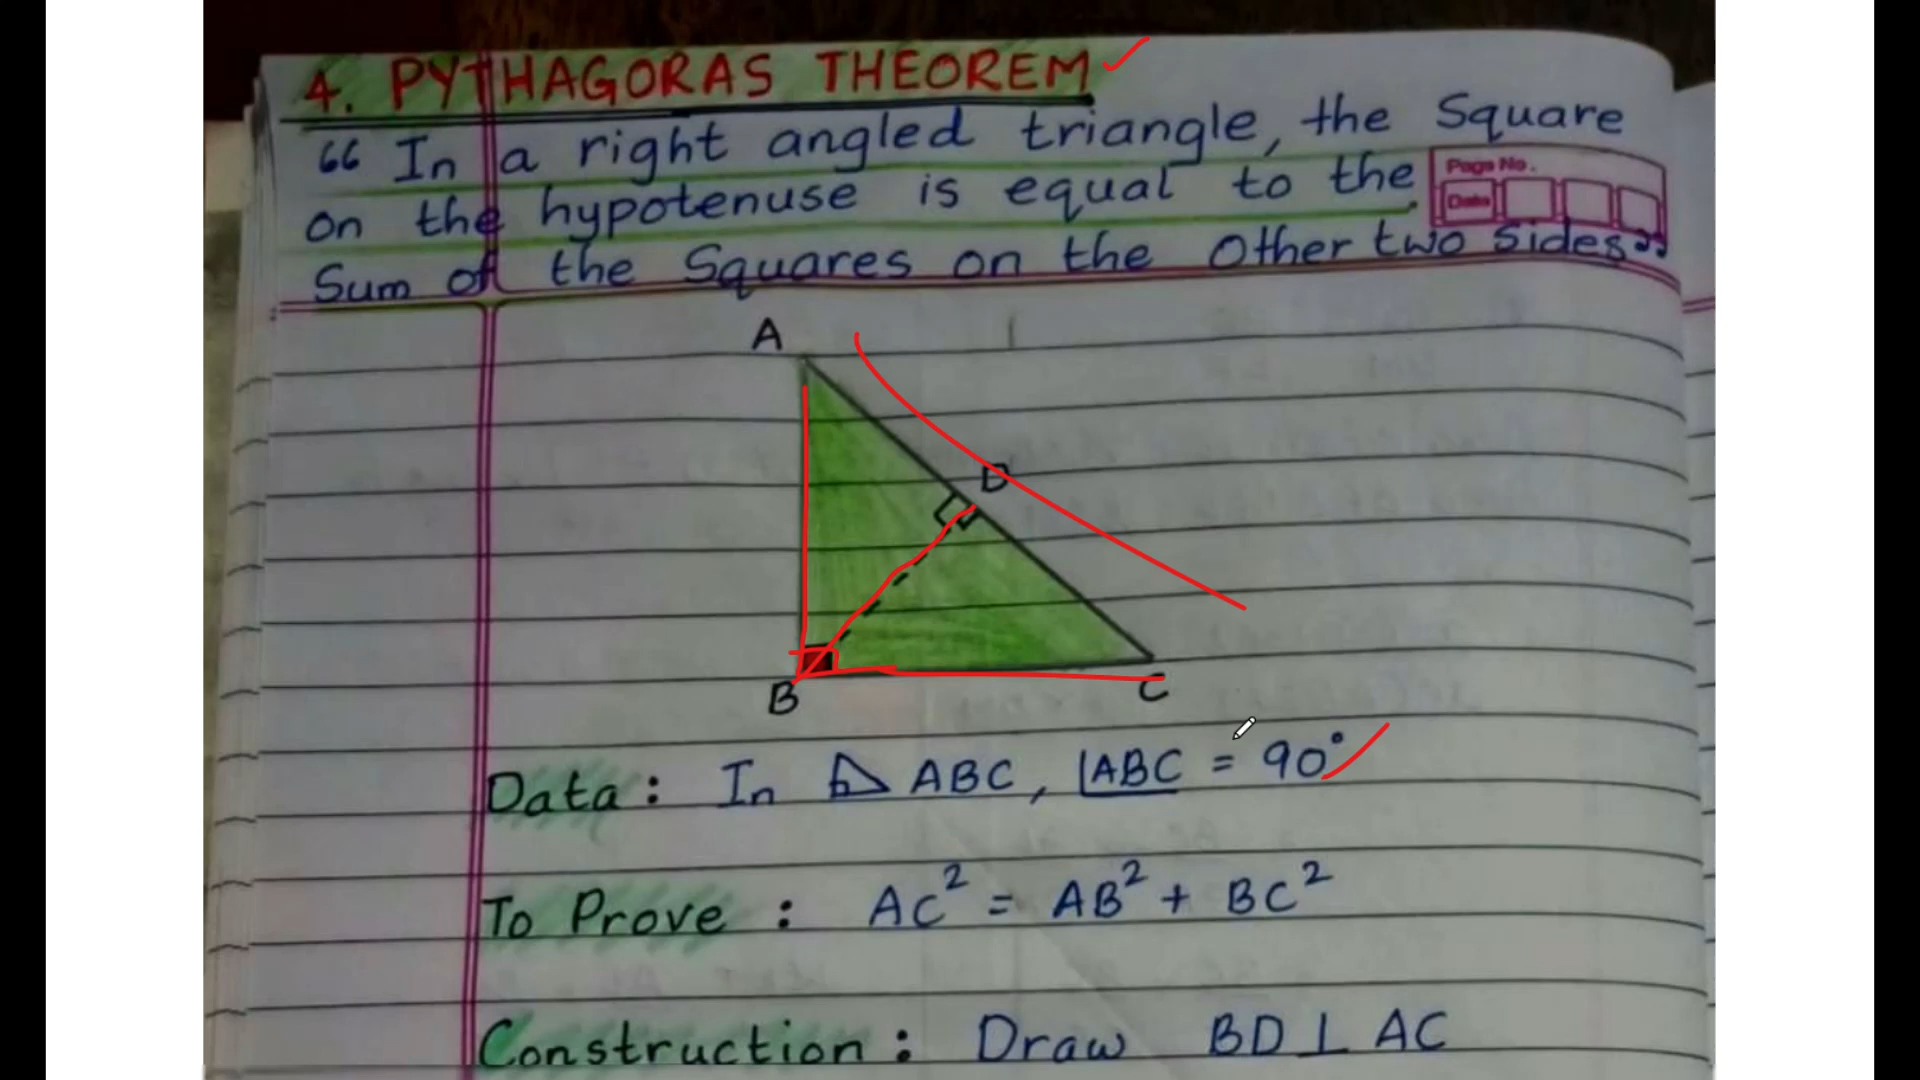 4. PYTHAGORAS THEOREM
“ In a right angled triangle, the Square
on the hypotenuse is equal to the
Page No.
Date
Sum of the Squares on the Other two Sides.”
A
D
B
C
Data : In ⊿ ABC, ∠ABC = 90°
To Prove : AC² = AB² + BC²
Construction : Draw BD ⊥ AC